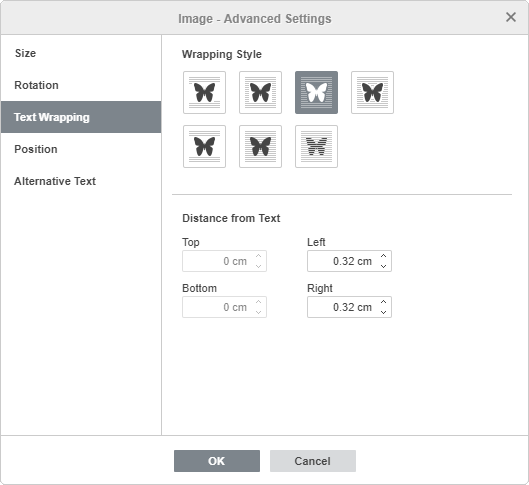 Image - Advanced Settings
Size
Rotation
Text Wrapping
Position
Alternative Text
Wrapping Style
Distance from Text
Top
Left
0 cm
0.32 cm
Bottom
Right
0 cm
0.32 cm
OK
Cancel